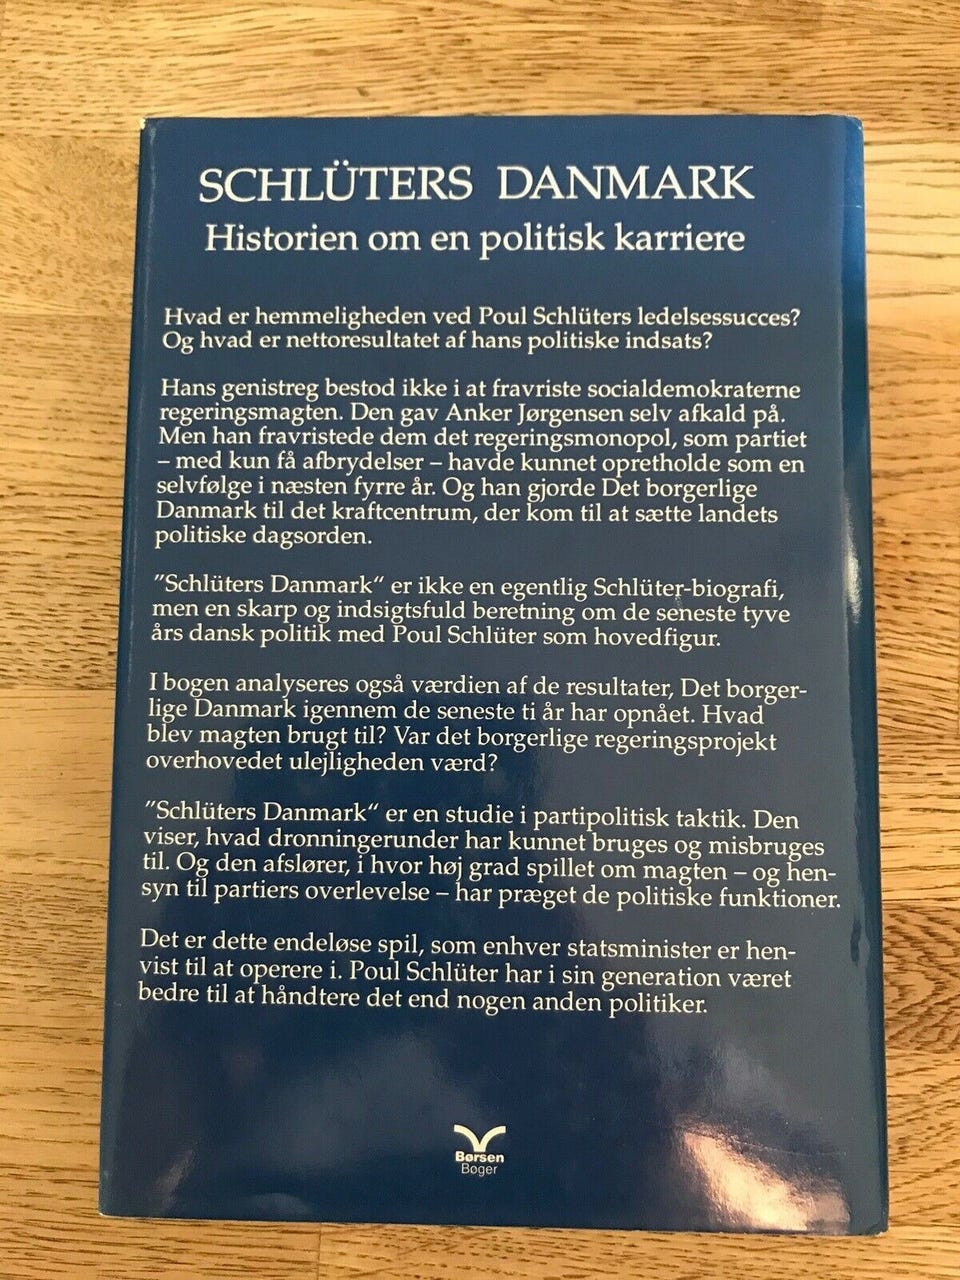 SCHLÜTERS DANMARK
Historien om en politisk karriere
Hvad er hemmeligheden ved Poul Schlüters ledelsessucces?
Og hvad er nettoresultatet af hans politiske indsats?
Hans genistreg bestod ikke i at fravriste socialdemokraterne
regeringsmagten. Den gav Anker Jørgensen selv afkald på.
Men han fravristede dem det regeringsmonopol, som partiet
– med kun få afbrydelser – havde kunnet opretholde som en
selvfølge i næsten fyrre år. Og han gjorde Det borgerlige
Danmark til det kraftcentrum, der kom til at sætte landets
politiske dagsorden.
”Schlüters Danmark“ er ikke en egentlig Schlüter-biografi,
men en skarp og indsigtsfuld beretning om de seneste tyve
års dansk politik med Poul Schlüter som hovedfigur.
I bogen analyseres også værdien af de resultater, Det borger-
lige Danmark igennem de seneste ti år har opnået. Hvad
blev magten brugt til? Var det borgerlige regeringsprojekt
overhovedet ulejligheden værd?
”Schlüters Danmark“ er en studie i partipolitisk taktik. Den
viser, hvad dronningerunder har kunnet bruges og misbruges
til. Og den afslører, i hvor høj grad spillet om magten – og hen-
syn til partiers overlevelse – har præget de politiske funktioner.
Det er dette endeløse spil, som enhver statsminister er hen-
vist til at operere i. Poul Schlüter har i sin generation været
bedre til at håndtere det end nogen anden politiker.
Børsen
Bøger